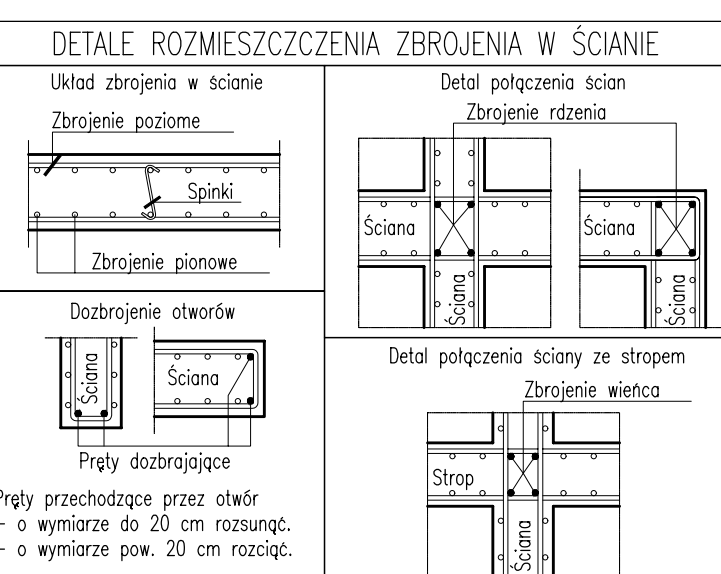 DETALE ROZMIESZCZCZENIA ZBROJENIA W ŚCIANIE
Układ zbrojenia w ścianie
Zbrojenie poziome
Spinki
Zbrojenie pionowe
Dozbrojenie otworów
Ściana
Ściana
Pręty dozbrajające
Pręty przechodzące przez otwór
- o wymiarze do 20 cm rozsunąć.
- o wymiarze pow. 20 cm rozciąć.
Detal połączenia ścian
Zbrojenie rdzenia
Ściana
Ściana
Ściana
Ściana
Detal połączenia ściany ze stropem
Zbrojenie wieńca
Strop
Ściana